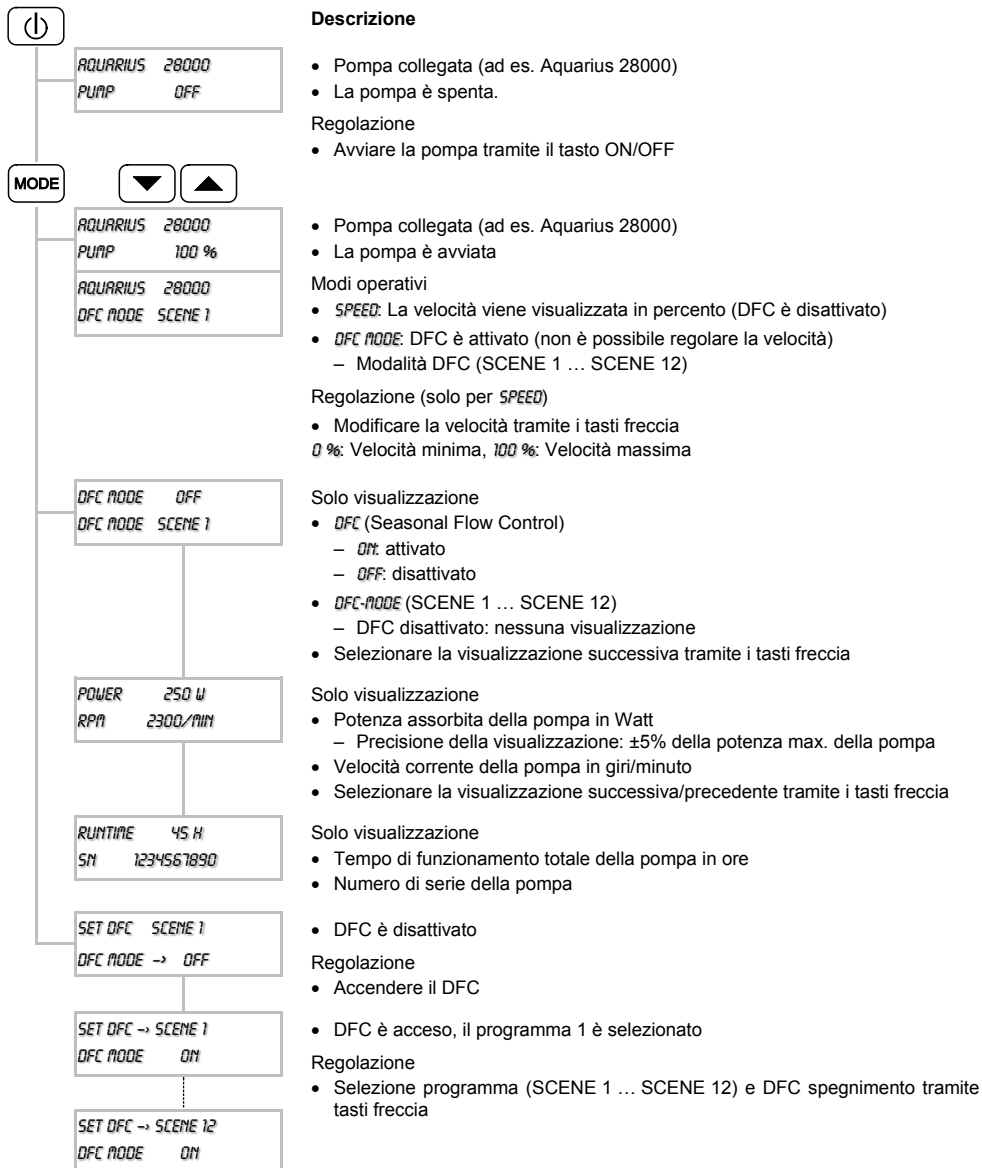 Descrizione
AQUARIUS 28000
PUMP OFF
• Pompa collegata (ad es. Aquarius 28000)
• La pompa è spenta.
Regolazione
• Avviare la pompa tramite il tasto ON/OFF
MODE
AQUARIUS 28000
PUMP 100 %
AQUARIUS 28000
DFC MODE SCENE 1
• Pompa collegata (ad es. Aquarius 28000)
• La pompa è avviata
Modi operativi
• SPEED: La velocità viene visualizzata in percento (DFC è disattivato)
• DFC MODE: DFC è attivato (non è possibile regolare la velocità)
– Modalità DFC (SCENE 1 … SCENE 12)
Regolazione (solo per SPEED)
• Modificare la velocità tramite i tasti freccia
0 %: Velocità minima, 100 %: Velocità massima
DFC MODE OFF
DFC MODE SCENE 1
Solo visualizzazione
• DFC (Seasonal Flow Control)
– ON: attivato
– OFF: disattivato
• DFC-MODE (SCENE 1 … SCENE 12)
– DFC disattivato: nessuna visualizzazione
• Selezionare la visualizzazione successiva tramite i tasti freccia
POWER 250 W
RPM 2300/MIN
Solo visualizzazione
• Potenza assorbita della pompa in Watt
– Precisione della visualizzazione: ±5% della potenza max. della pompa
• Velocità corrente della pompa in giri/minuto
• Selezionare la visualizzazione successiva/precedente tramite i tasti freccia
RUNTIME 45 H
SN 1234567890
Solo visualizzazione
• Tempo di funzionamento totale della pompa in ore
• Numero di serie della pompa
SET DFC SCENE 1
DFC MODE -> OFF
• DFC è disattivato
Regolazione
• Accendere il DFC
SET DFC -> SCENE 1
DFC MODE ON
• DFC è acceso, il programma 1 è selezionato
Regolazione
• Selezione programma (SCENE 1 … SCENE 12) e DFC spegnimento tramite
tasti freccia
SET DFC -> SCENE 12
DFC MODE ON